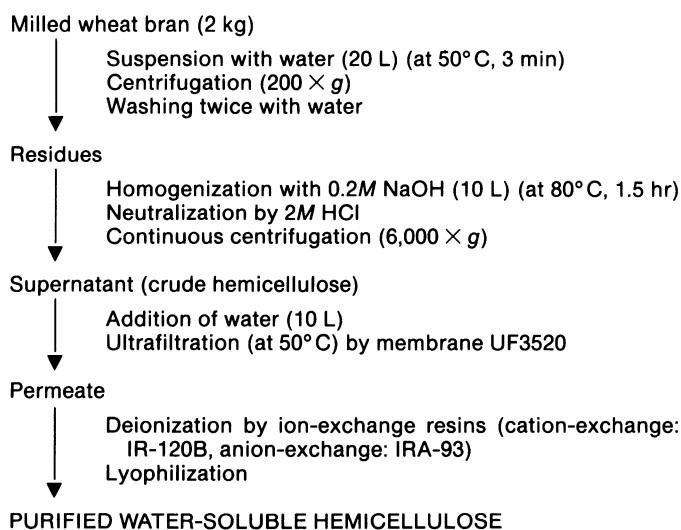 Milled wheat bran (2 kg)
Suspension with water (20 L) (at 50°C, 3 min)
Centrifugation (200 × g)
Washing twice with water
Residues
Homogenization with 0.2M NaOH (10 L) (at 80°C, 1.5 hr)
Neutralization by 2M HCl
Continuous centrifugation (6,000 × g)
Supernatant (crude hemicellulose)
Addition of water (10 L)
Ultrafiltration (at 50°C) by membrane UF3520
Permeate
Deionization by ion-exchange resins (cation-exchange:
IR-120B, anion-exchange: IRA-93)
Lyophilization
PURIFIED WATER-SOLUBLE HEMICELLULOSE